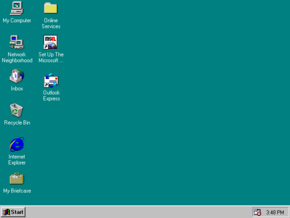 My Computer
Online
Services
Network
Neighborhood
Set Up The
Microsoft ...
Inbox
Outlook
Express
Recycle Bin
Internet
Explorer
My Briefcase
Start
3:48 PM